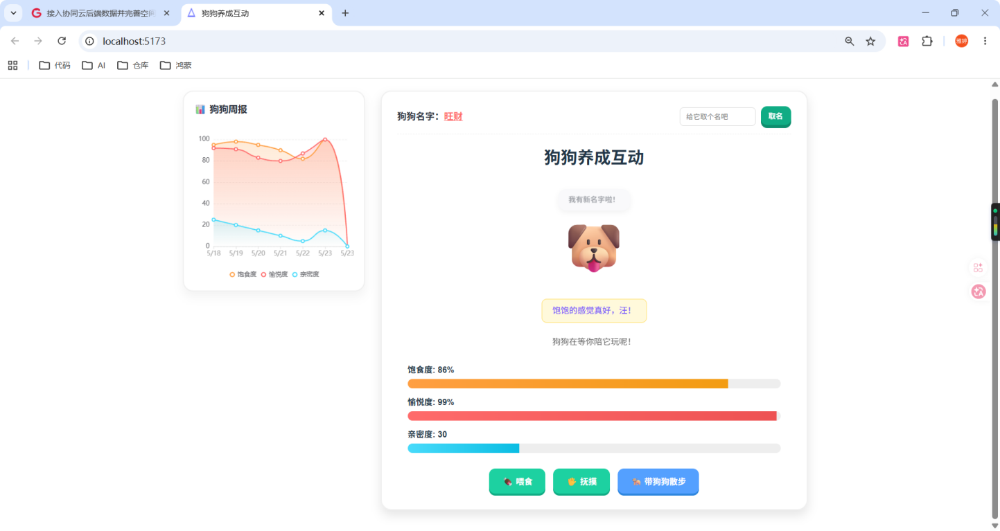 接入协同云后端数据并完善空间
狗狗养成互动
localhost:5173
雅婷
代码
AI
仓库
鸿蒙
狗狗周报
100
80
60
40
20
0
5/18 5/19 5/20 5/21 5/22 5/23 5/23
饱食度 愉悦度 亲密度
狗狗名字：旺财
给它取个名吧
取名
狗狗养成互动
我有新名字啦！
饱饱的感觉真好，汪！
狗狗在等你陪它玩呢！
饱食度: 86%
愉悦度: 99%
亲密度: 30
喂食
抚摸
带狗狗散步